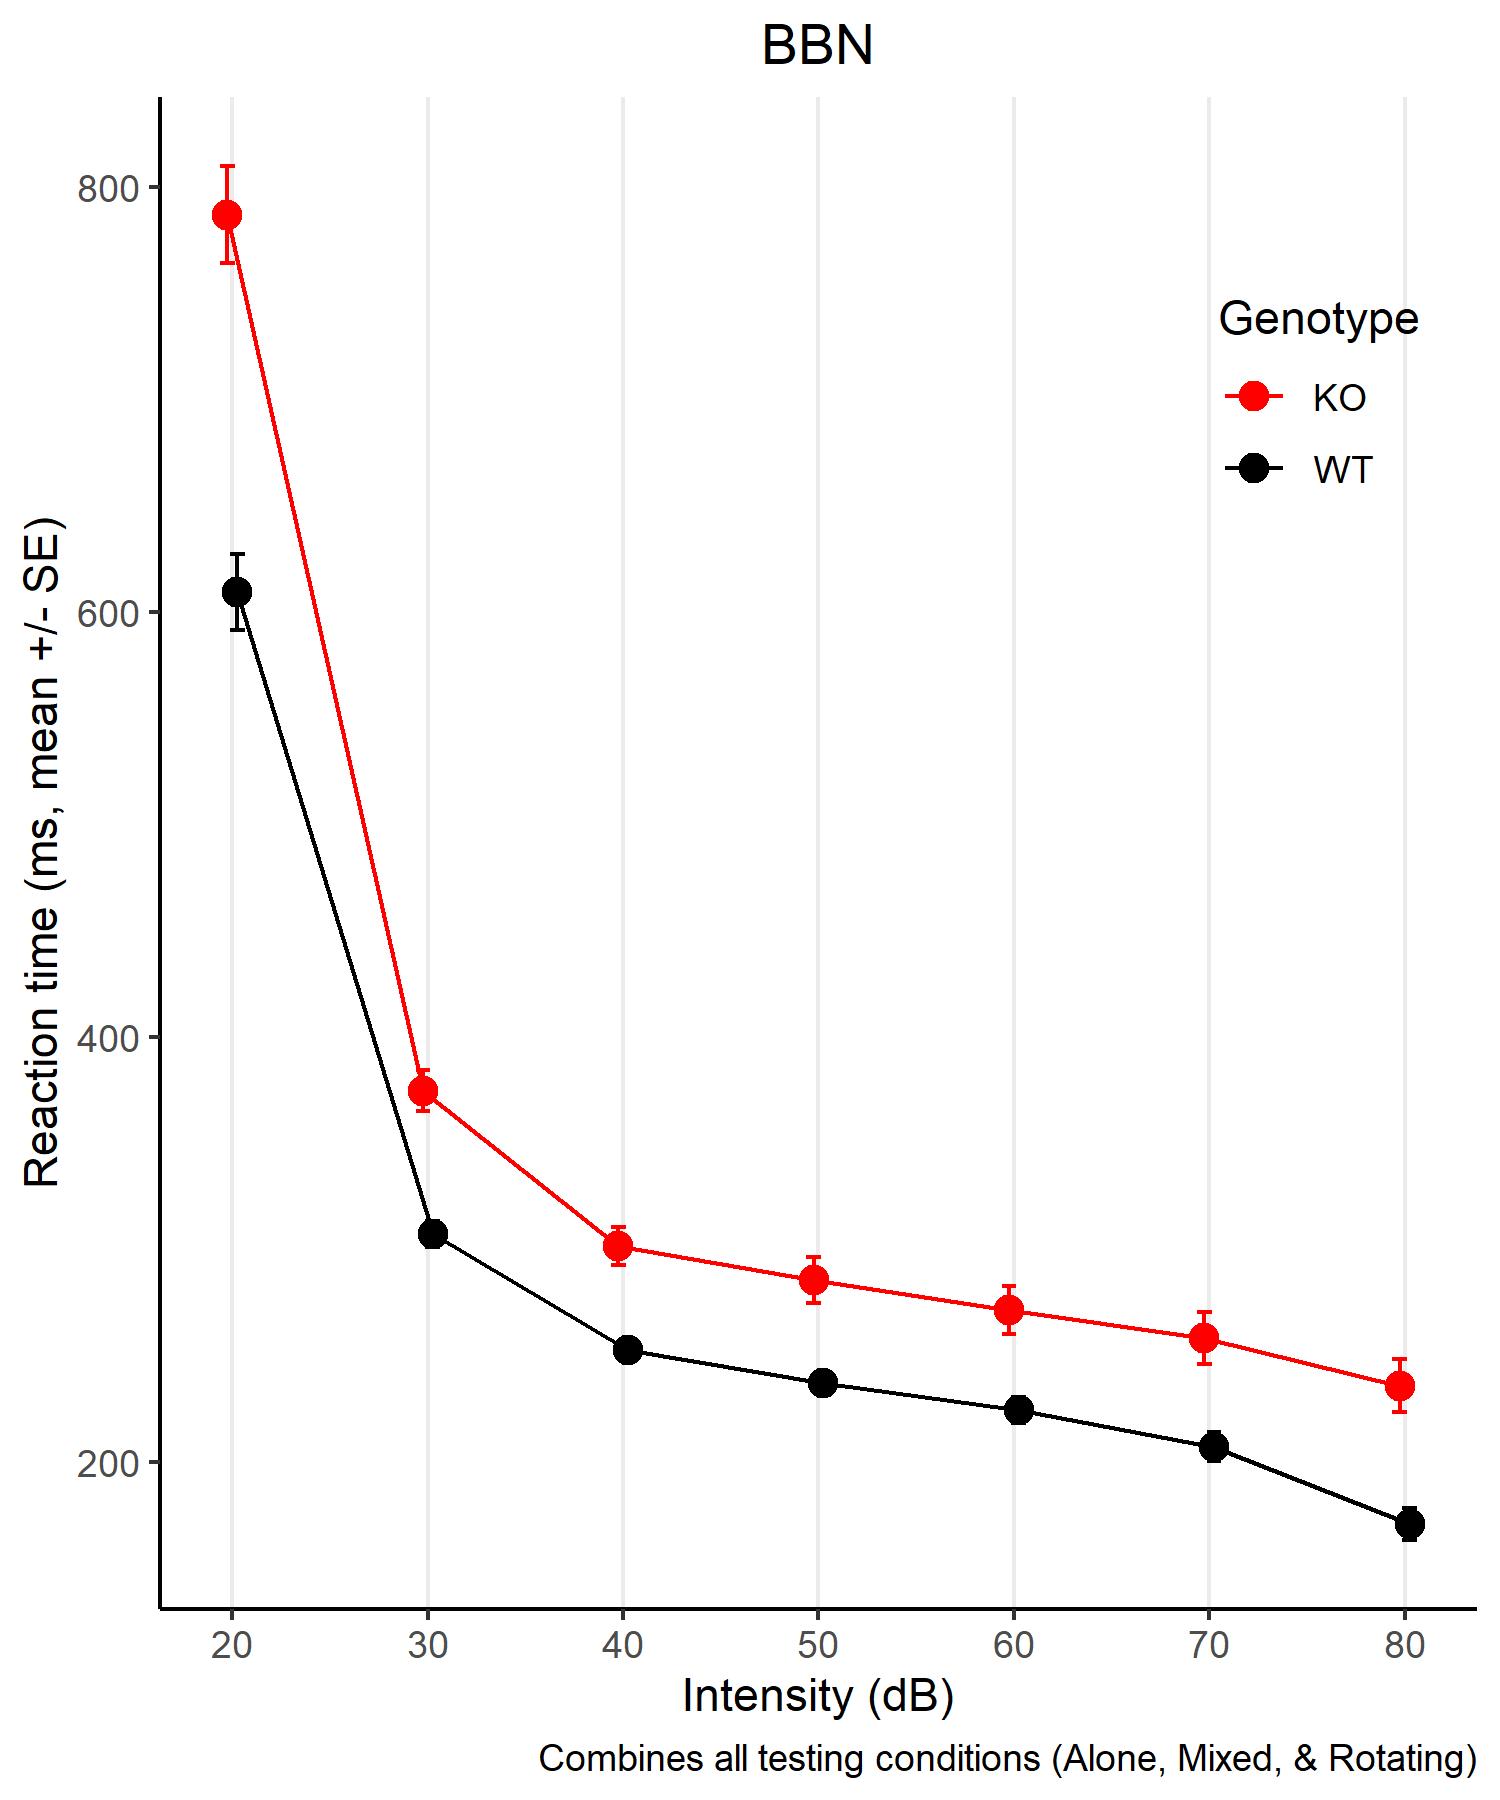 BBN
800
600
400
200
Reaction time (ms, mean +/- SE)
Genotype
KO
WT
20 30 40 50 60 70 80
Intensity (dB)
Combines all testing conditions (Alone, Mixed, & Rotating)